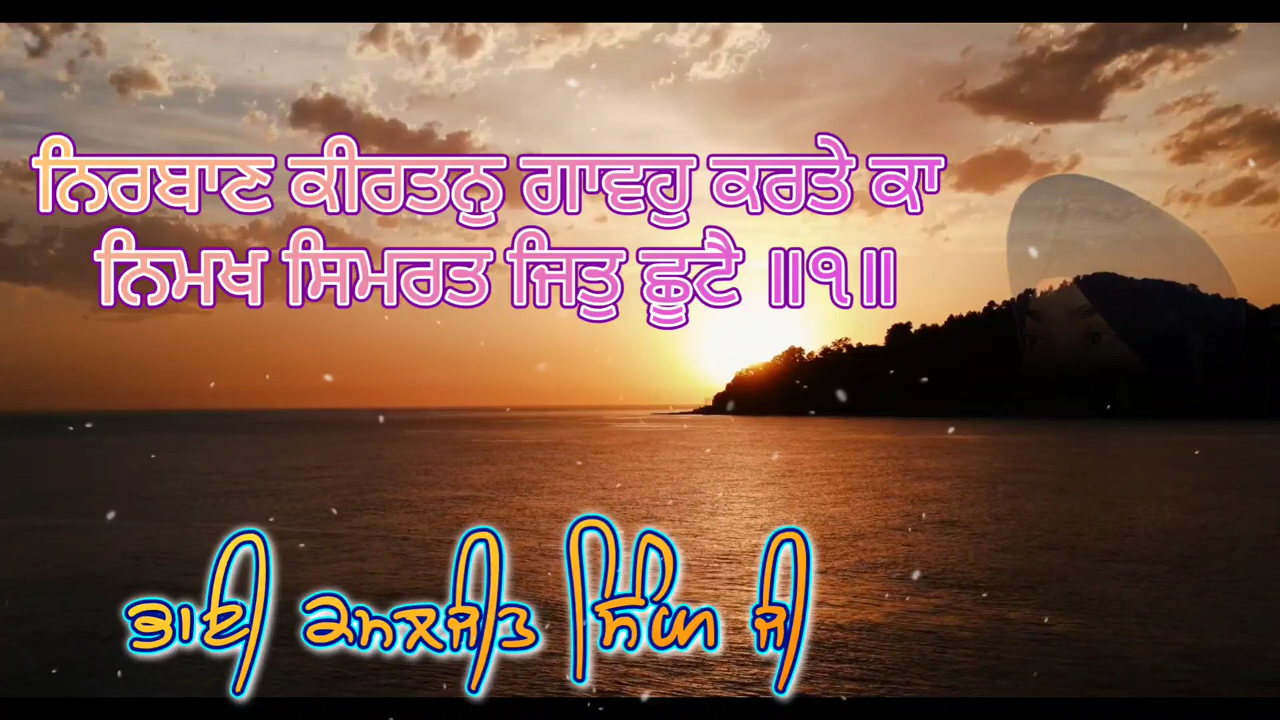 ਨਿਰਬਾਣ ਕੀਰਤਨੁ ਗਾਵਹੁ ਕਰਤੇ ਕਾ
ਨਿਮਖ ਸਿਮਰਤ ਜਿਤੁ ਛੂਟੈ ॥੧॥
ਭਾਈ ਕਮਲਜੀਤ ਸਿੰਘ ਜੀ